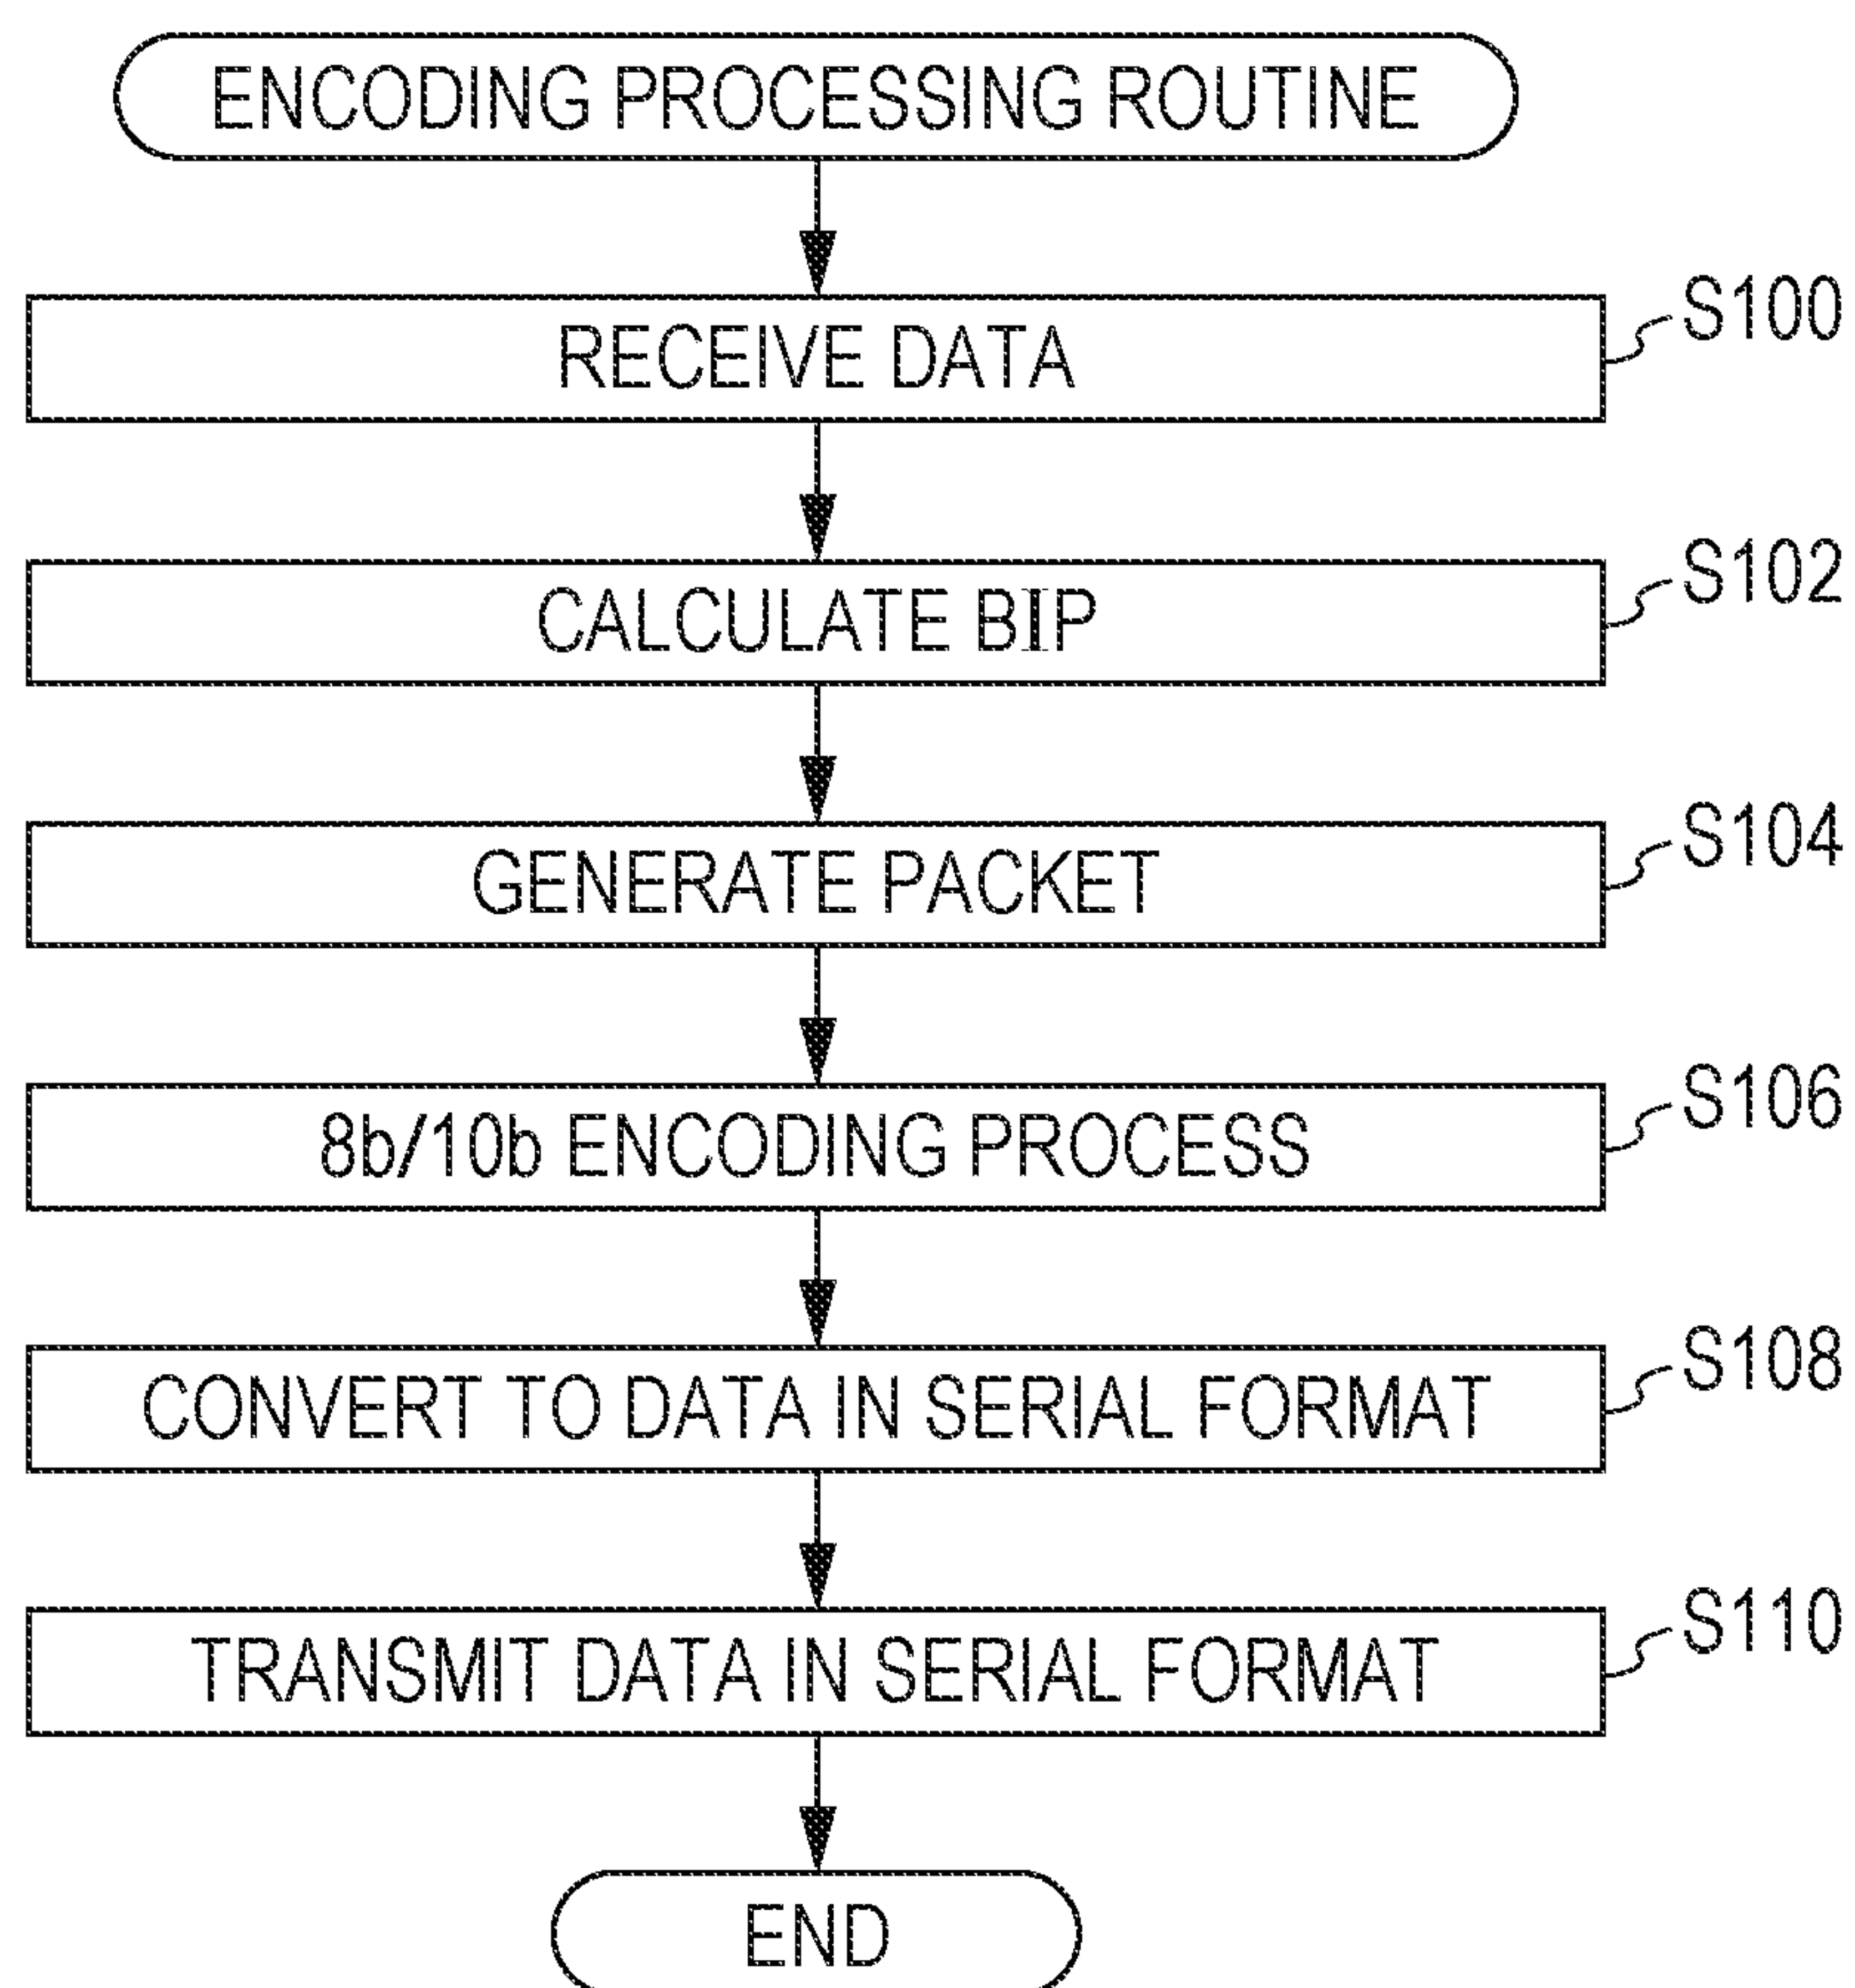 ENCODING PROCESSING ROUTINE
RECEIVE DATA
S100
CALCULATE BIP
S102
GENERATE PACKET
S104
8b/10b ENCODING PROCESS
S106
CONVERT TO DATA IN SERIAL FORMAT
S108
TRANSMIT DATA IN SERIAL FORMAT
S110
END